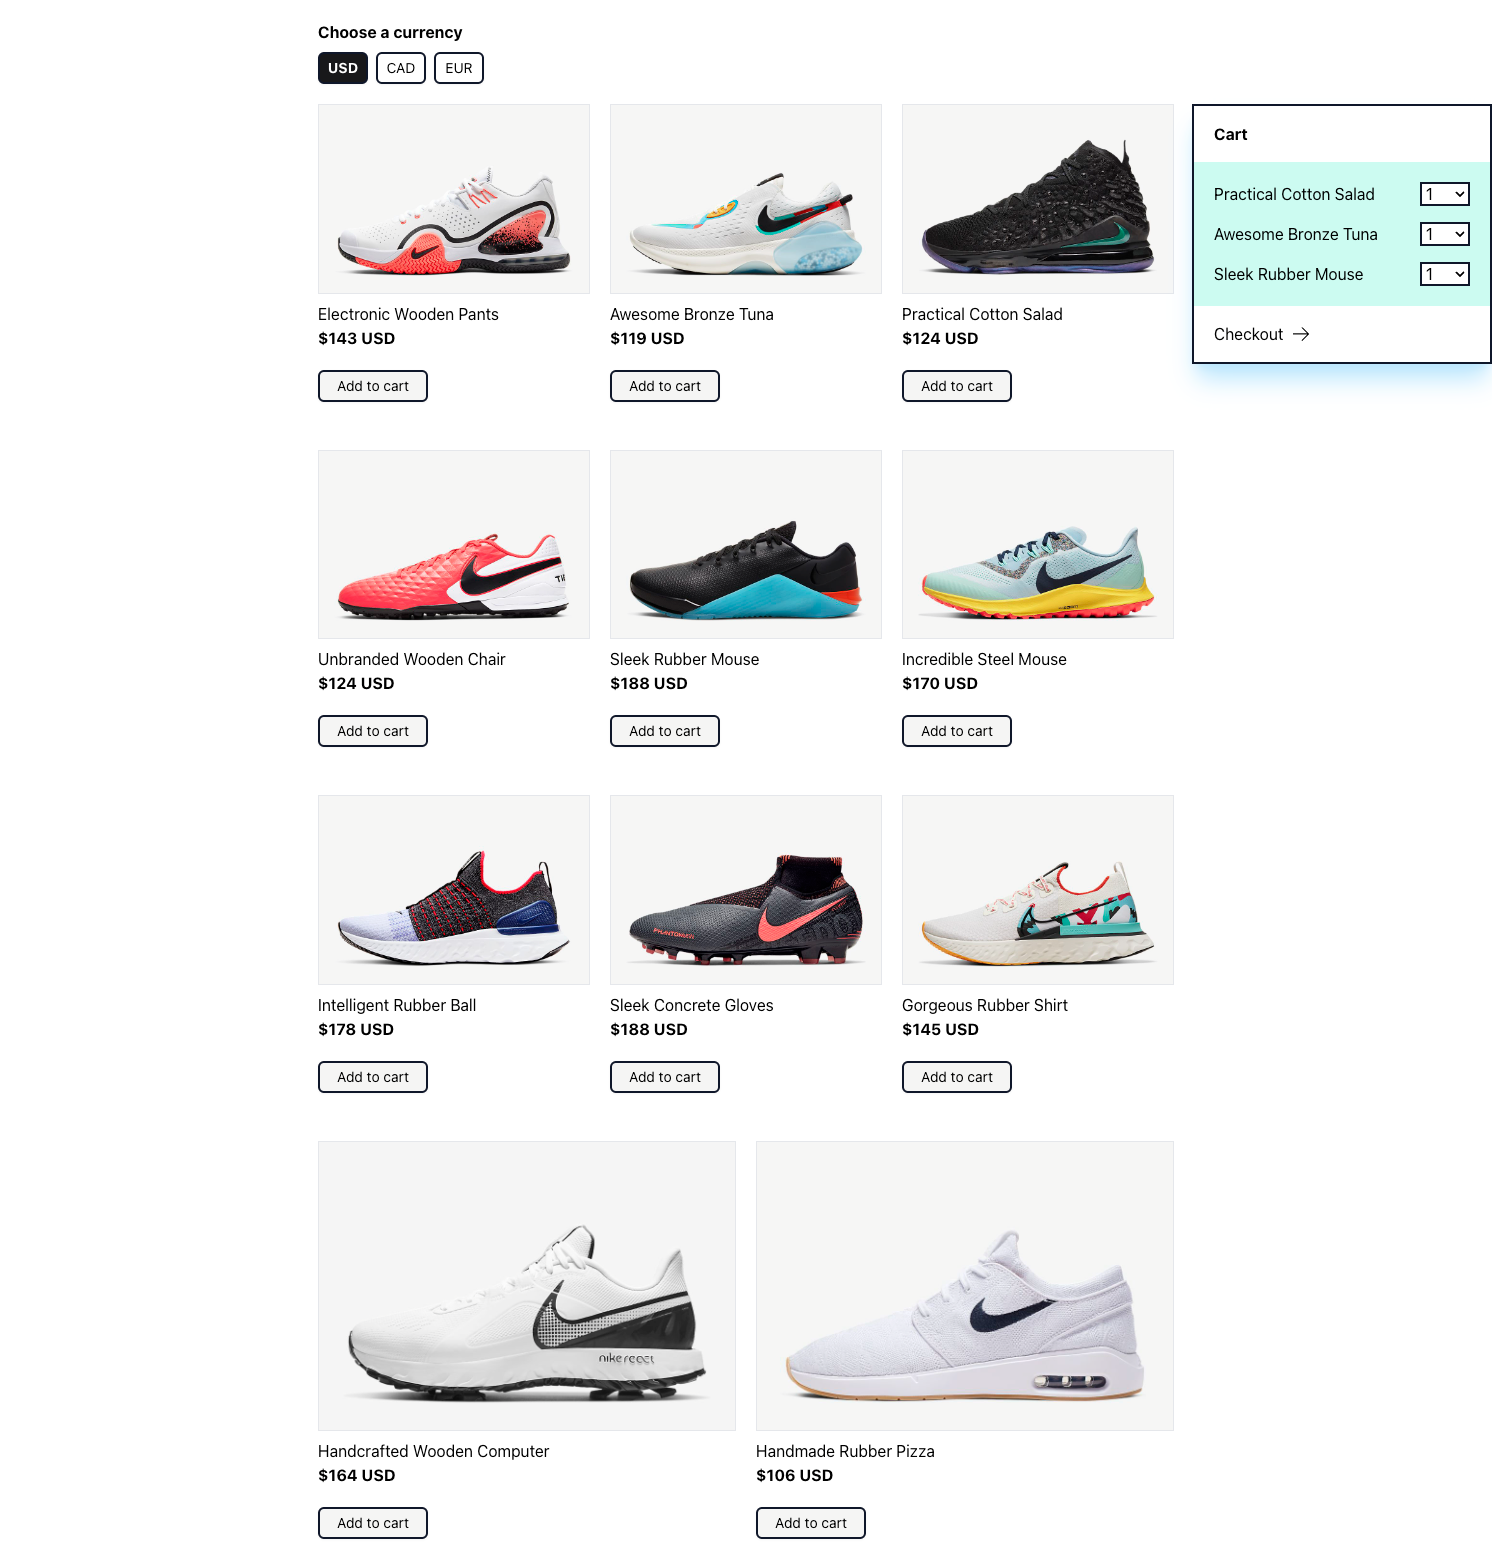 Choose a currency
USD CAD EUR
Electronic Wooden Pants
$143 USD
Add to cart
Awesome Bronze Tuna
$119 USD
Add to cart
Practical Cotton Salad
$124 USD
Add to cart
Cart
Practical Cotton Salad 1
Awesome Bronze Tuna 1
Sleek Rubber Mouse 1
Checkout
Unbranded Wooden Chair
$124 USD
Add to cart
Sleek Rubber Mouse
$188 USD
Add to cart
Incredible Steel Mouse
$170 USD
Add to cart
Intelligent Rubber Ball
$178 USD
Add to cart
Sleek Concrete Gloves
$188 USD
Add to cart
Gorgeous Rubber Shirt
$145 USD
Add to cart
nike react
Handcrafted Wooden Computer
$164 USD
Add to cart
Handmade Rubber Pizza
$106 USD
Add to cart